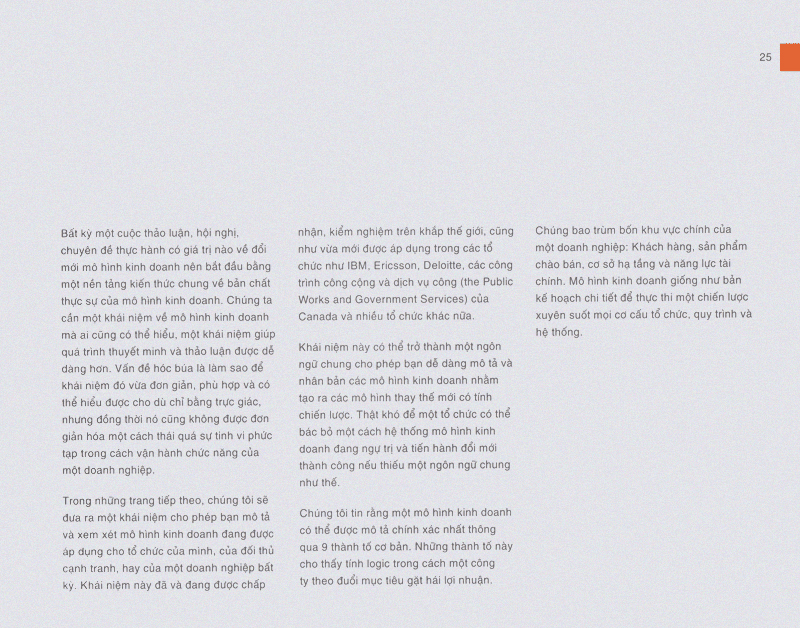 25
Bất kỳ một cuộc thảo luận, hội nghị,
chuyên đề thực hành có giá trị nào về đổi
mới mô hình kinh doanh nên bắt đầu bằng
một nền tảng kiến thức chung về bản chất
thực sự của mô hình kinh doanh. Chúng ta
cần một khái niệm về mô hình kinh doanh
mà ai cũng có thể hiểu, một khái niệm giúp
quá trình thuyết minh và thảo luận được dễ
dàng hơn. Vấn đề hóc búa là làm sao để
khái niệm đó vừa đơn giản, phù hợp và có
thể hiểu được cho dù chỉ bằng trực giác,
nhưng đồng thời nó cũng không được đơn
giản hóa một cách thái quá sự tinh vi phức
tạp trong cách vận hành chức năng của
một doanh nghiệp.
Trong những trang tiếp theo, chúng tôi sẽ
đưa ra một khái niệm cho phép bạn mô tả
và xem xét mô hình kinh doanh đang được
áp dụng cho tổ chức của mình, của đối thủ
cạnh tranh, hay của một doanh nghiệp bất
kỳ. Khái niệm này đã và đang được chấp
nhận, kiểm nghiệm trên khắp thế giới, cũng
như vừa mới được áp dụng trong các tổ
chức như IBM, Ericsson, Deloitte, các công
trình công cộng và dịch vụ công (the Public
Works and Government Services) của
Canada và nhiều tổ chức khác nữa.
Khái niệm này có thể trở thành một ngôn
ngữ chung cho phép bạn dễ dàng mô tả và
nhân bản các mô hình kinh doanh nhằm
tạo ra các mô hình thay thế mới có tính
chiến lược. Thật khó để một tổ chức có thể
bác bỏ một cách hệ thống mô hình kinh
doanh đang ngự trị và tiến hành đổi mới
thành công nếu thiếu một ngôn ngữ chung
như thế.
Chúng tôi tin rằng một mô hình kinh doanh
có thể được mô tả chính xác nhất thông
qua 9 thành tố cơ bản. Những thành tố này
cho thấy tính logic trong cách một công
ty theo đuổi mục tiêu gặt hái lợi nhuận.
Chúng bao trùm bốn khu vực chính của
một doanh nghiệp: Khách hàng, sản phẩm
chào bán, cơ sở hạ tầng và năng lực tài
chính. Mô hình kinh doanh giống như bản
kế hoạch chi tiết để thực thi một chiến lược
xuyên suốt mọi cơ cấu tổ chức, quy trình và
hệ thống.